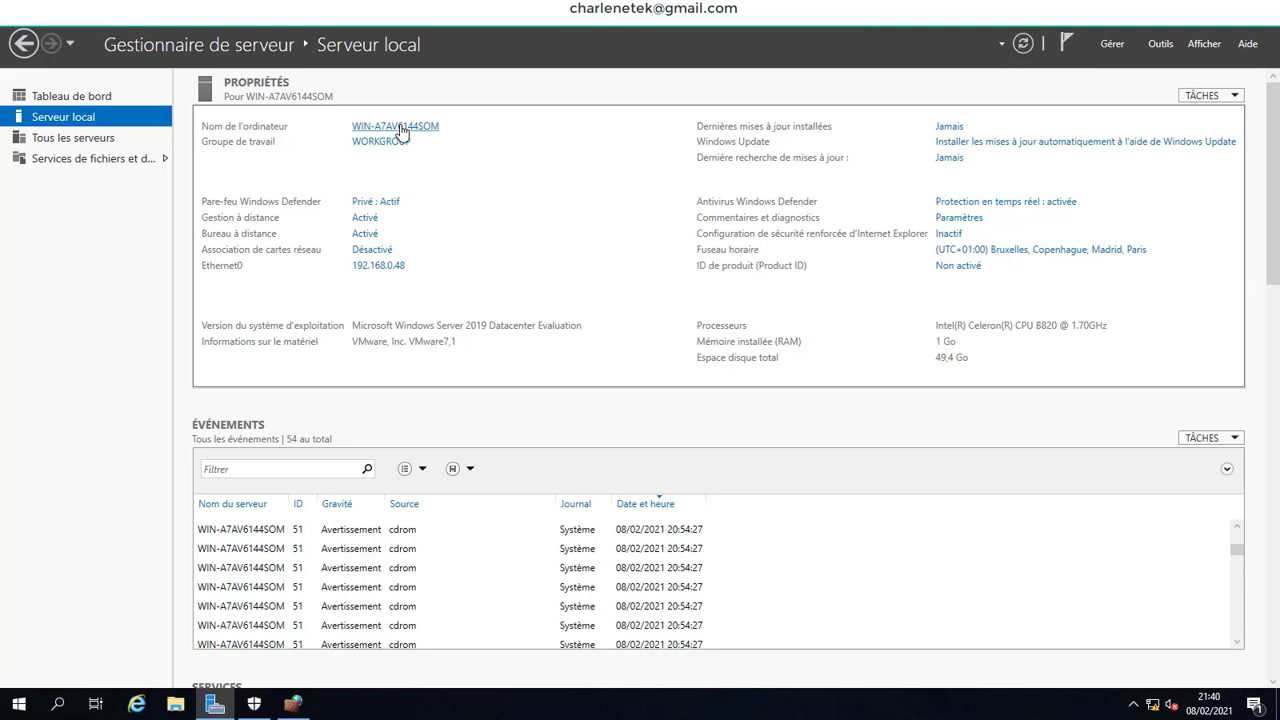 charlenetek@gmail.com
Gestionnaire de serveur ‣ Serveur local
Gérer Outils Afficher Aide
Tableau de bord
Serveur local
Tous les serveurs
Services de fichiers et d...
PROPRIÉTÉS
Pour WIN-A7AV6144SOM
TÂCHES
Nom de l'ordinateur WIN-A7AV6144SOM Dernières mises à jour installées Jamais
Groupe de travail WORKGROUP Windows Update Installer les mises à jour automatiquement à l'aide de Windows Update
Dernière recherche de mises à jour : Jamais
Pare-feu Windows Defender Privé : Actif Antivirus Windows Defender Protection en temps réel : activée
Gestion à distance Activé Commentaires et diagnostics Paramètres
Bureau à distance Activé Configuration de sécurité renforcée d'Internet Explorer Inactif
Association de cartes réseau Désactivé Fuseau horaire (UTC+01:00) Bruxelles, Copenhague, Madrid, Paris
Ethernet0 192.168.0.48 ID de produit (Product ID) Non activé
Version du système d'exploitation Microsoft Windows Server 2019 Datacenter Evaluation Processeurs Intel(R) Celeron(R) CPU B820 @ 1.70GHz
Informations sur le matériel VMware, Inc. VMware7,1 Mémoire installée (RAM) 1 Go
Espace disque total 49,4 Go
ÉVÉNEMENTS
Tous les événements | 54 au total
TÂCHES
Filtrer
Nom du serveur ID Gravité Source Journal Date et heure
WIN-A7AV6144SOM 51 Avertissement cdrom Système 08/02/2021 20:54:27
WIN-A7AV6144SOM 51 Avertissement cdrom Système 08/02/2021 20:54:27
WIN-A7AV6144SOM 51 Avertissement cdrom Système 08/02/2021 20:54:27
WIN-A7AV6144SOM 51 Avertissement cdrom Système 08/02/2021 20:54:27
WIN-A7AV6144SOM 51 Avertissement cdrom Système 08/02/2021 20:54:27
WIN-A7AV6144SOM 51 Avertissement cdrom Système 08/02/2021 20:54:27
WIN-A7AV6144SOM 51 Avertissement cdrom Système 08/02/2021 20:54:27
SERVICES
21:40
08/02/2021
1